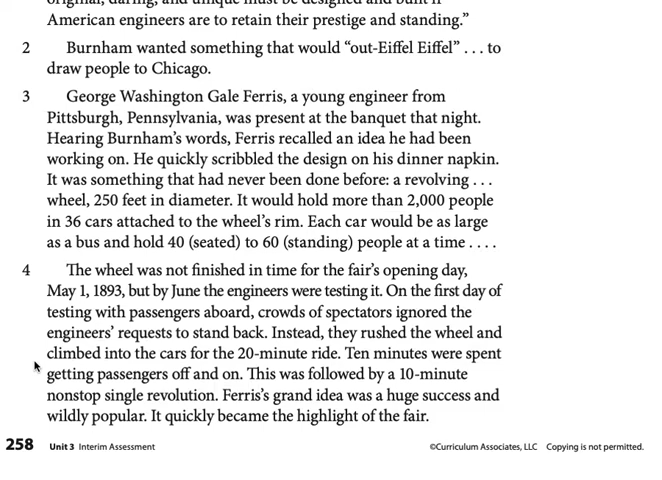 original, daring, and unique must be designed and built if
American engineers are to retain their prestige and standing.”
2 Burnham wanted something that would “out-Eiffel Eiffel” . . . to
draw people to Chicago.
3 George Washington Gale Ferris, a young engineer from
Pittsburgh, Pennsylvania, was present at the banquet that night.
Hearing Burnham’s words, Ferris recalled an idea he had been
working on. He quickly scribbled the design on his dinner napkin.
It was something that had never been done before: a revolving . . .
wheel, 250 feet in diameter. It would hold more than 2,000 people
in 36 cars attached to the wheel’s rim. Each car would be as large
as a bus and hold 40 (seated) to 60 (standing) people at a time . . . .
4 The wheel was not finished in time for the fair’s opening day,
May 1, 1893, but by June the engineers were testing it. On the first day of
testing with passengers aboard, crowds of spectators ignored the
engineers’ requests to stand back. Instead, they rushed the wheel and
climbed into the cars for the 20-minute ride. Ten minutes were spent
getting passengers off and on. This was followed by a 10-minute
nonstop single revolution. Ferris’s grand idea was a huge success and
wildly popular. It quickly became the highlight of the fair.
258 Unit 3 Interim Assessment ©Curriculum Associates, LLC Copying is not permitted.